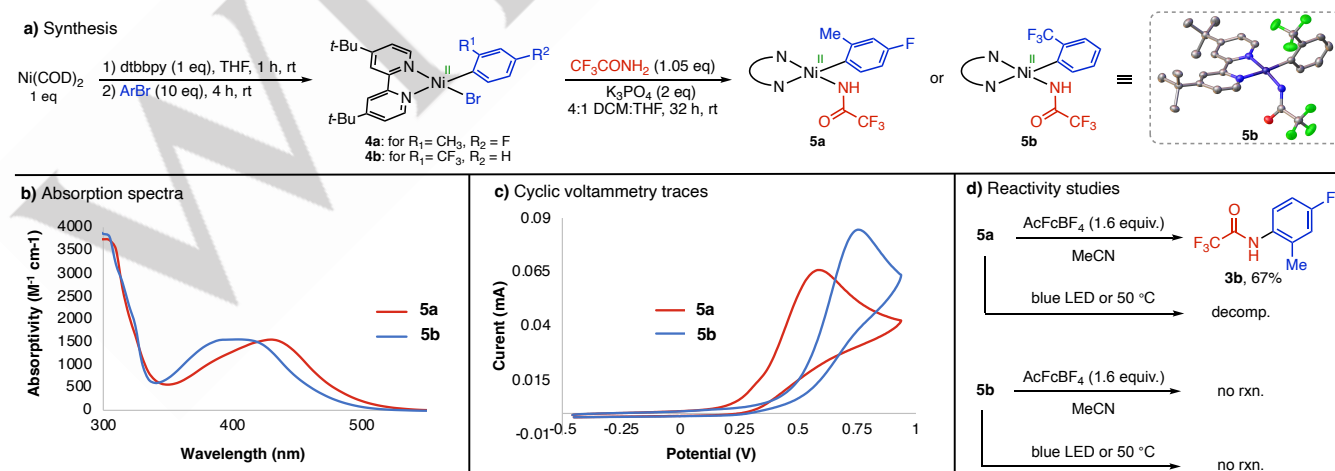 a) Synthesis
Ni(COD)2
1 eq
1) dtbbpy (1 eq), THF, 1 h, rt
2) ArBr (10 eq), 4 h, rt
t-Bu
t-Bu
N
N
II
Ni
Br
R1
R2
4a: for R1= CH3, R2 = F
4b: for R1= CF3, R2 = H
CF3CONH2 (1.05 eq)
K3PO4 (2 eq)
4:1 DCM:THF, 32 h, rt
N
N
II
Ni
Me
F
NH
O
CF3
5a
or
N
N
II
Ni
CF3
NH
O
CF3
5b
≡
5b
b) Absorption spectra
Absorptivity (M-1 cm-1)
4000
3500
3000
2500
2000
1500
1000
500
0
300
400
500
Wavelength (nm)
5a
5b
c) Cyclic voltammetry traces
Curent (mA)
0.09
0.065
0.04
0.015
-0.01
-0.5
-0.25
0
0.25
0.5
0.75
1
Potential (V)
5a
5b
d) Reactivity studies
5a
AcFcBF4 (1.6 equiv.)
MeCN
F3C
O
N
H
F
Me
3b, 67%
blue LED or 50 °C
decomp.
5b
AcFcBF4 (1.6 equiv.)
MeCN
no rxn.
blue LED or 50 °C
no rxn.